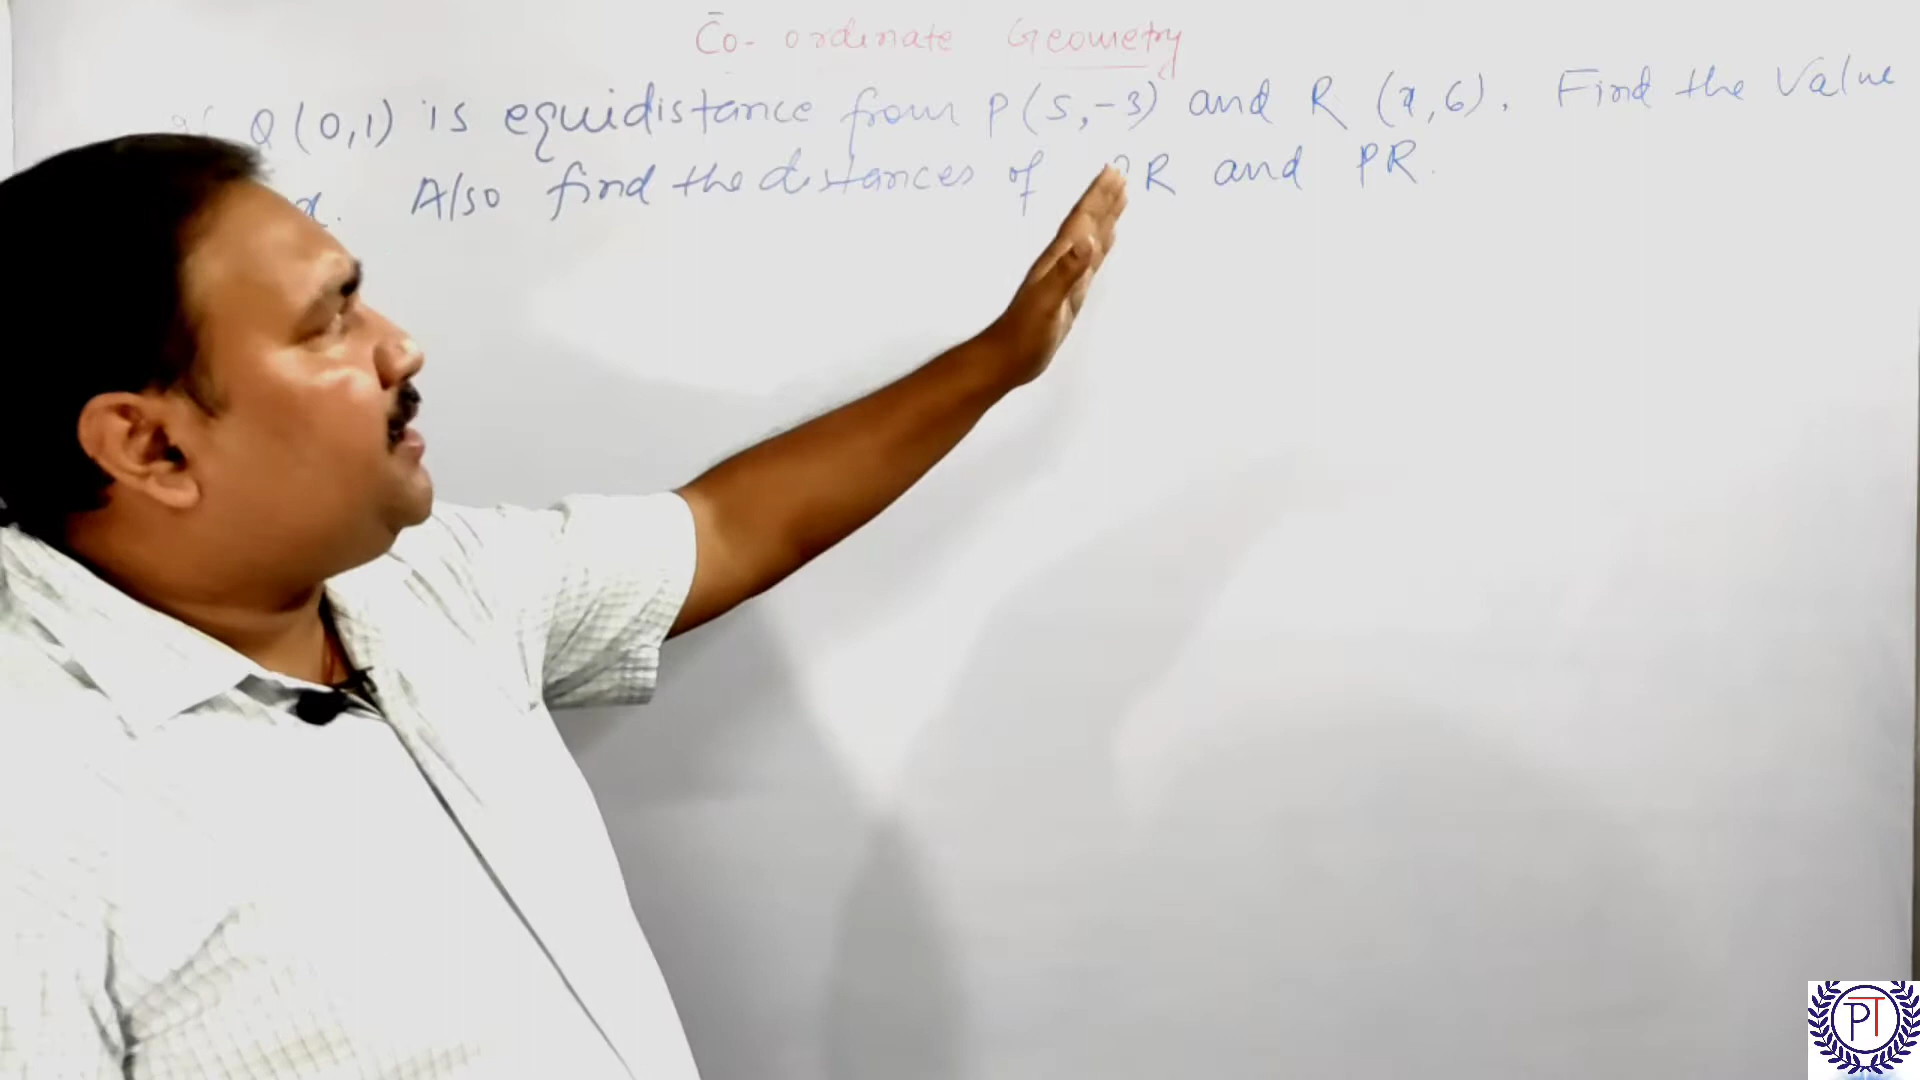 Co-ordinate Geometry
Q(0,1) is equidistance from P(5,-3) and R (x,6). Find the Value
x. Also find the distances of QR and PR.
PT